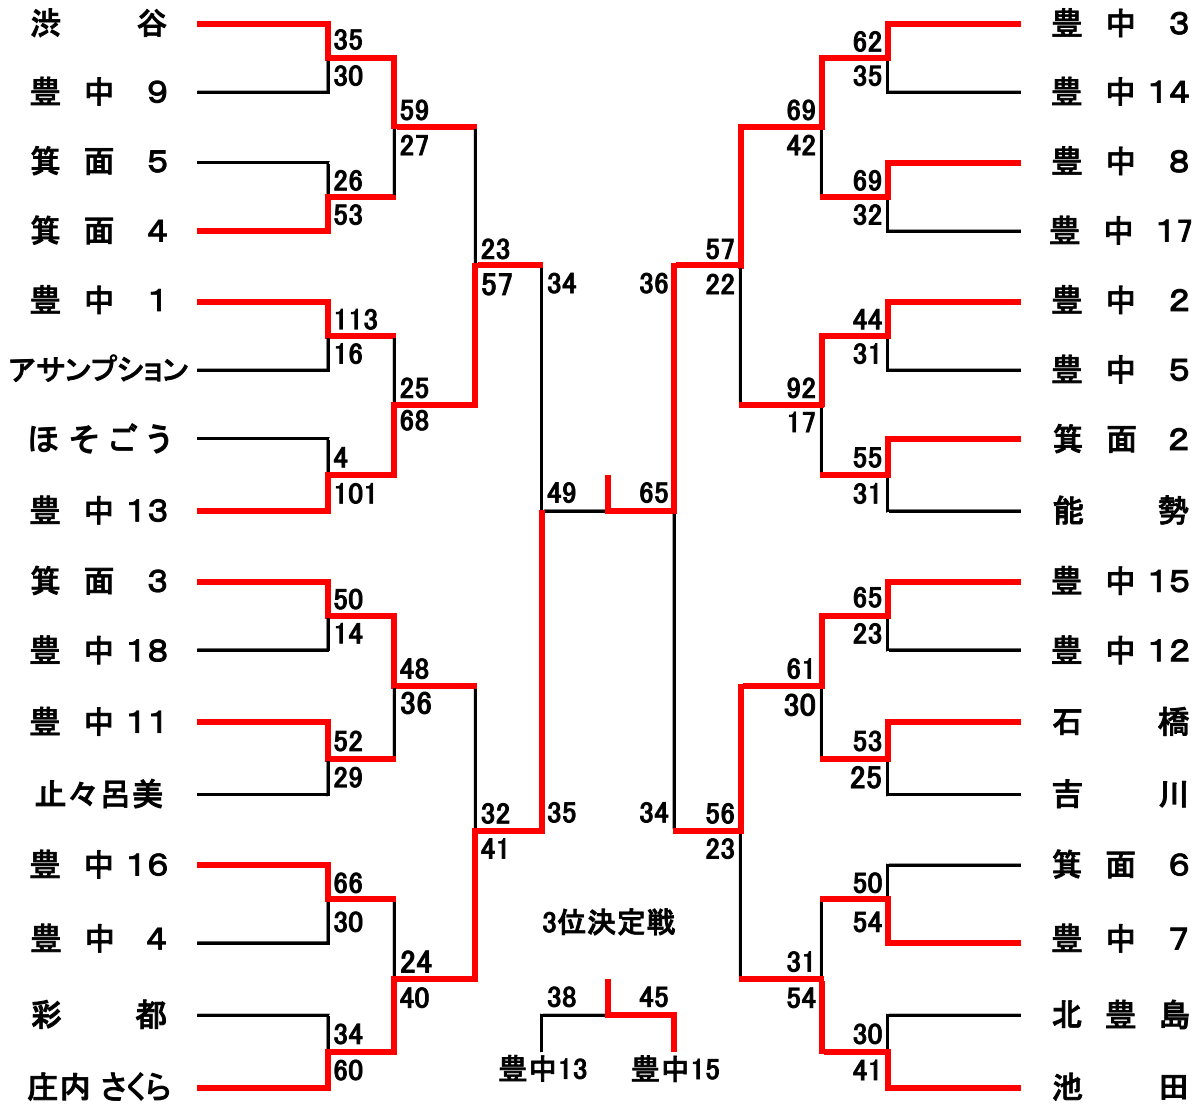 渋谷
35
30
豊中 9
59
27
箕面 5
26
53
箕面 4
23
57
豊中 1
113
16
アサンプション
25
68
ほそごう
4
101
豊中 13
34
箕面 3
50
14
豊中 18
48
36
豊中 11
52
29
止々呂美
32
41
豊中 16
66
30
豊中 4
24
40
彩都
34
60
庄内 さくら
35
49
65
36
34
豊中 3
62
35
豊中 14
69
42
豊中 8
69
32
豊中 17
57
22
豊中 2
44
31
豊中 5
92
17
箕面 2
55
31
能勢
豊中 15
65
23
豊中 12
61
30
石橋
53
25
吉川
56
23
箕面 6
50
54
豊中 7
31
54
北豊島
30
41
池田
3位決定戦
38 45
豊中13 豊中15